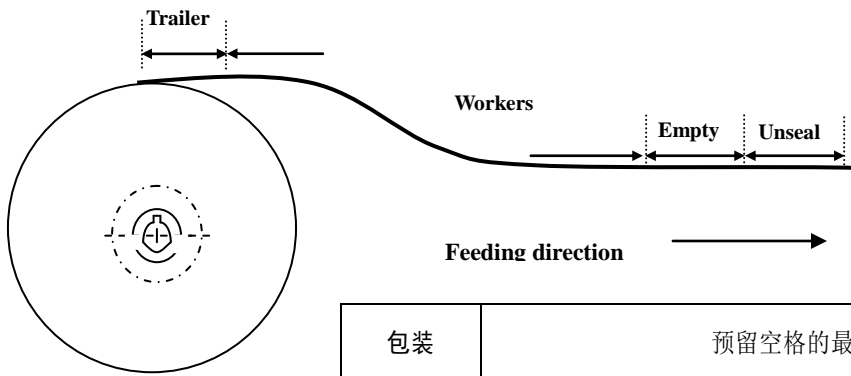 Trailer
Workers
Empty Unseal
Feeding direction
包装 预留空格的最